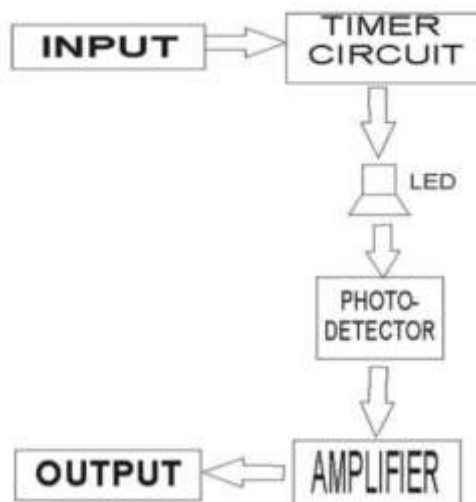 INPUT
TIMER
CIRCUIT
LED
PHOTO-
DETECTOR
AMPLIFIER
OUTPUT